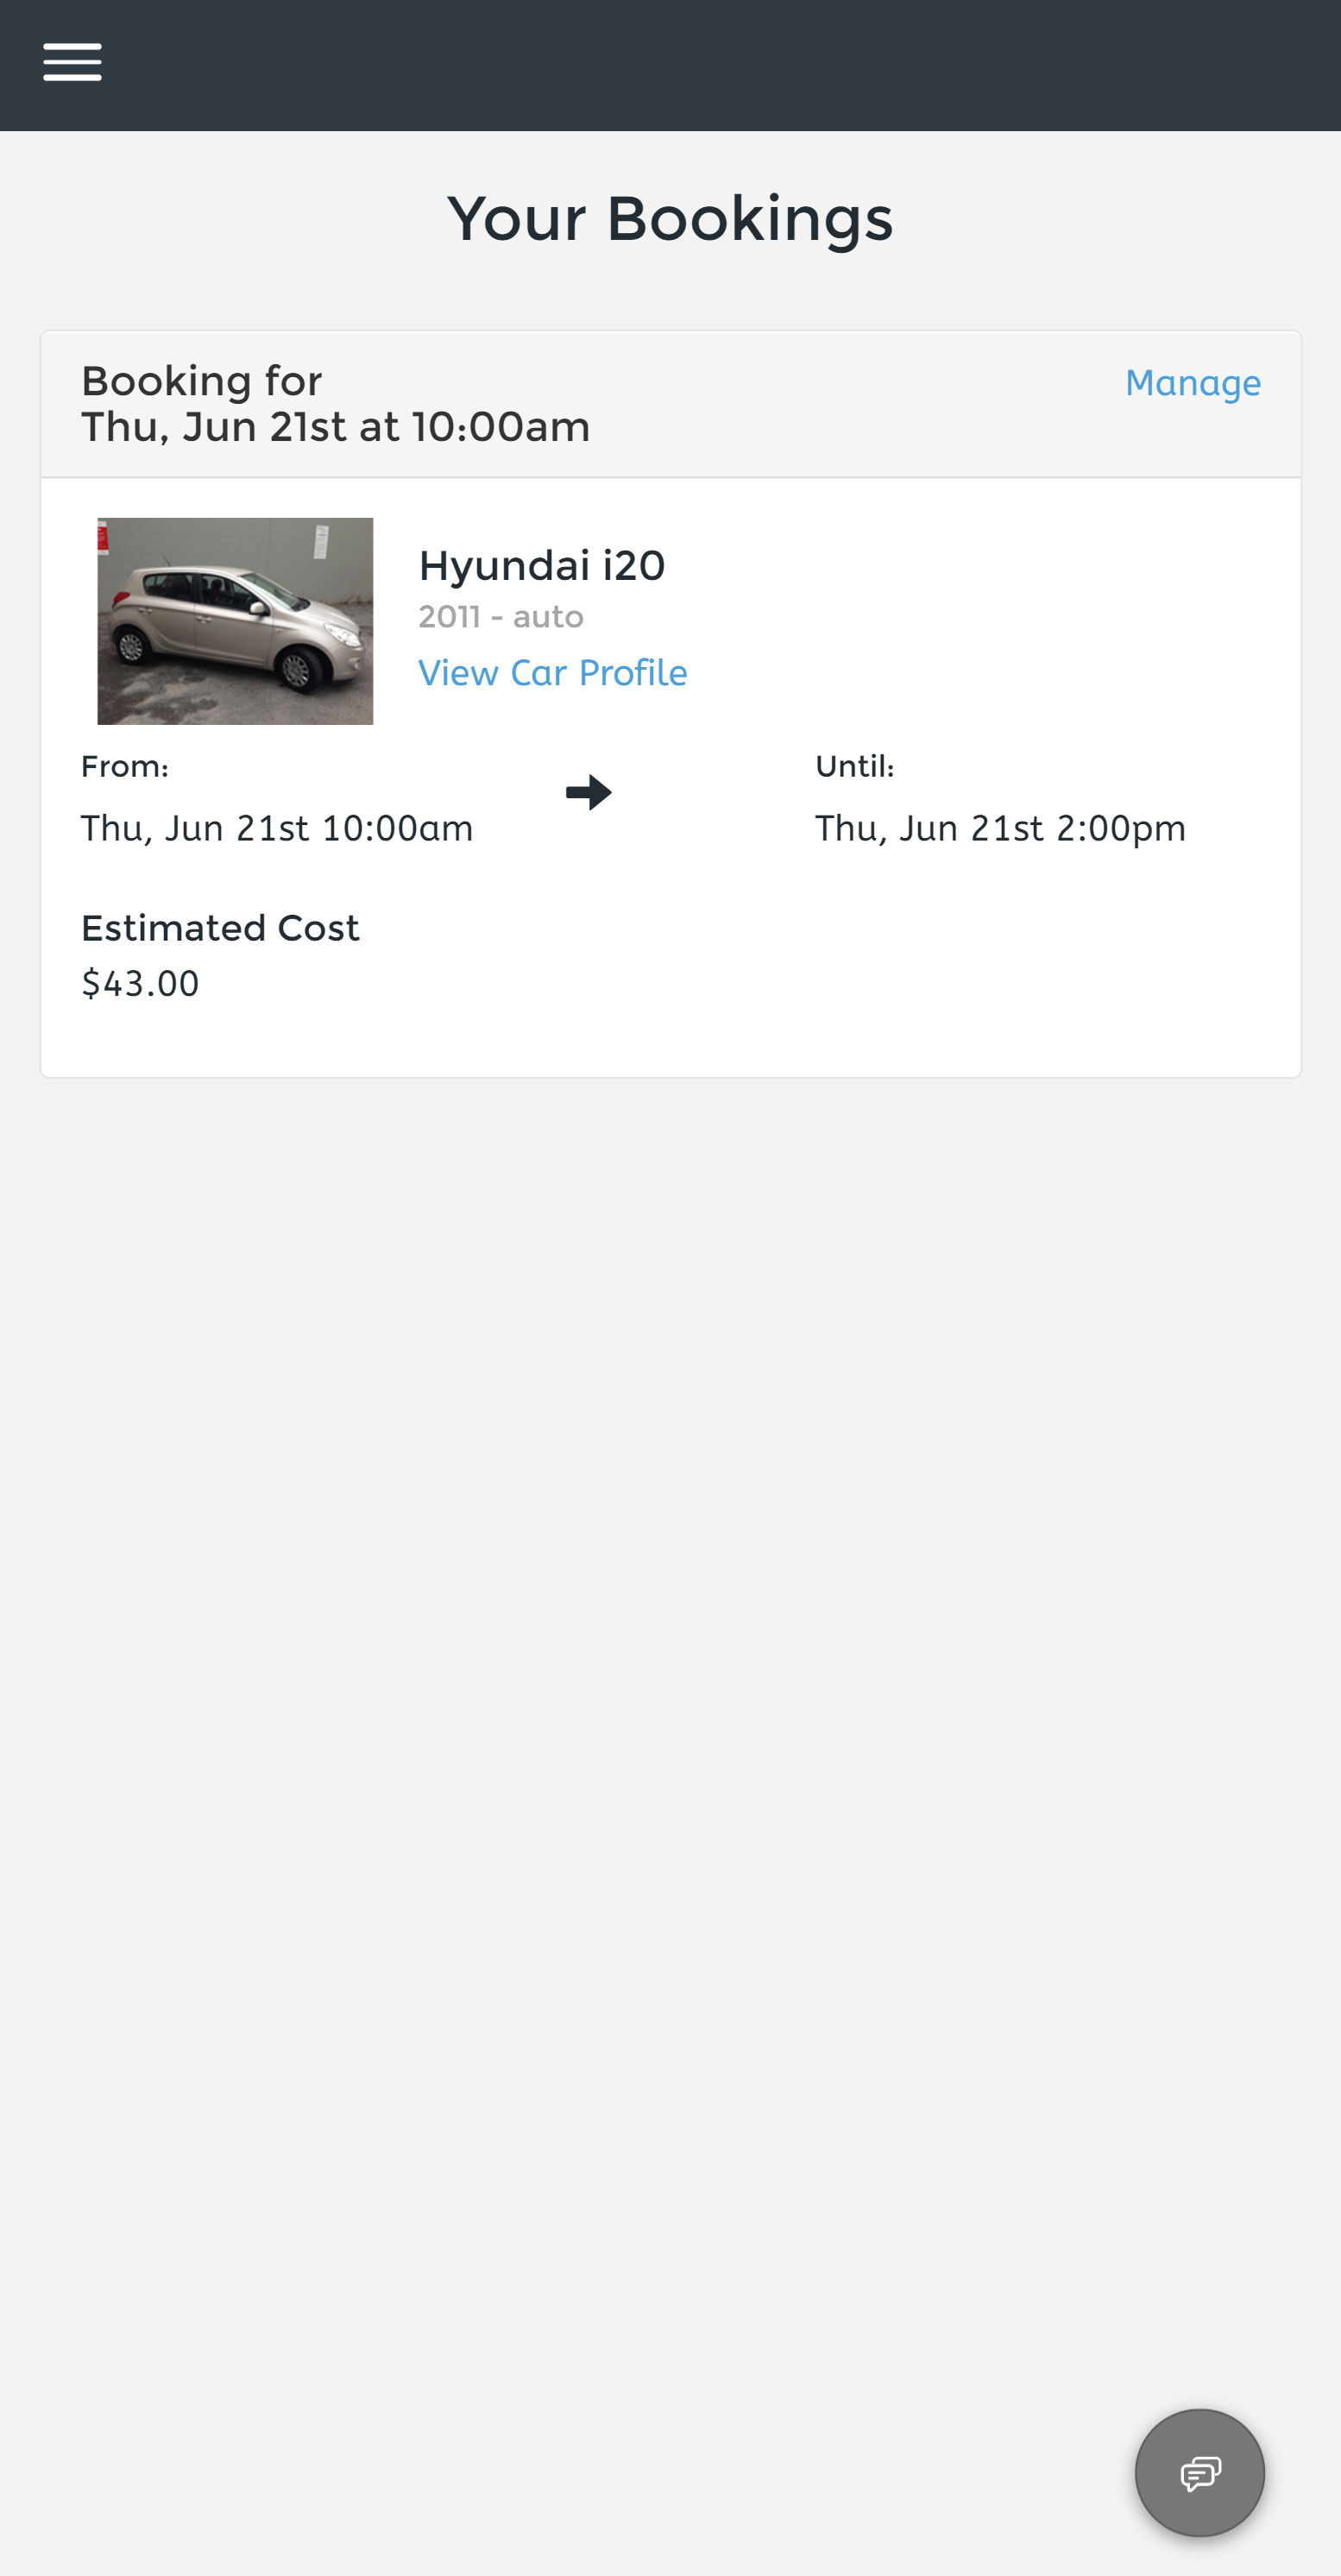 Your Bookings
Booking for
Thu, Jun 21st at 10:00am
Manage
Hyundai i20
2011 - auto
View Car Profile
From:
Thu, Jun 21st 10:00am
Until:
Thu, Jun 21st 2:00pm
Estimated Cost
$43.00